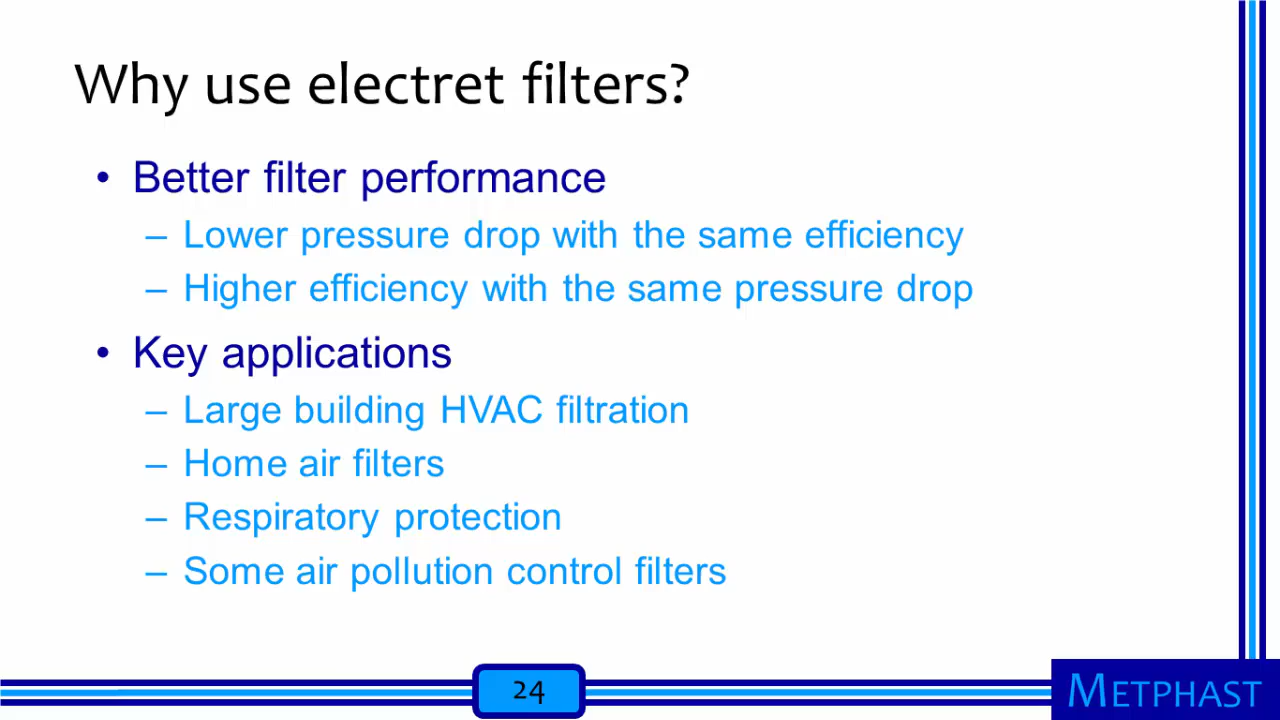 Why use electret filters?
• Better filter performance
– Lower pressure drop with the same efficiency
– Higher efficiency with the same pressure drop
• Key applications
– Large building HVAC filtration
– Home air filters
– Respiratory protection
– Some air pollution control filters
24
METPHAST